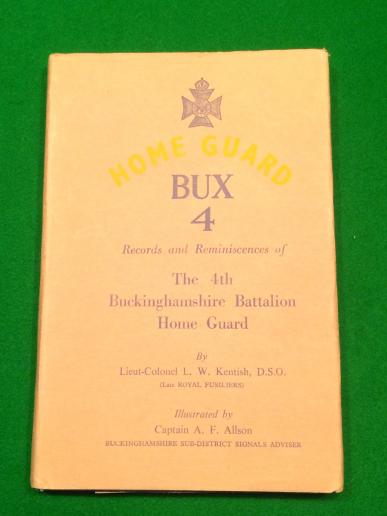 HOME GUARD
BUX
4
Records and Reminiscences of
The 4th
Buckinghamshire Battalion
Home Guard
By
Lieut-Colonel L. W. Kentish, D.S.O.
(Late ROYAL FUSILIERS)
Illustrated by
Captain A. F. Allson
BUCKINGHAMSHIRE SUB-DISTRICT SIGNALS ADVISER